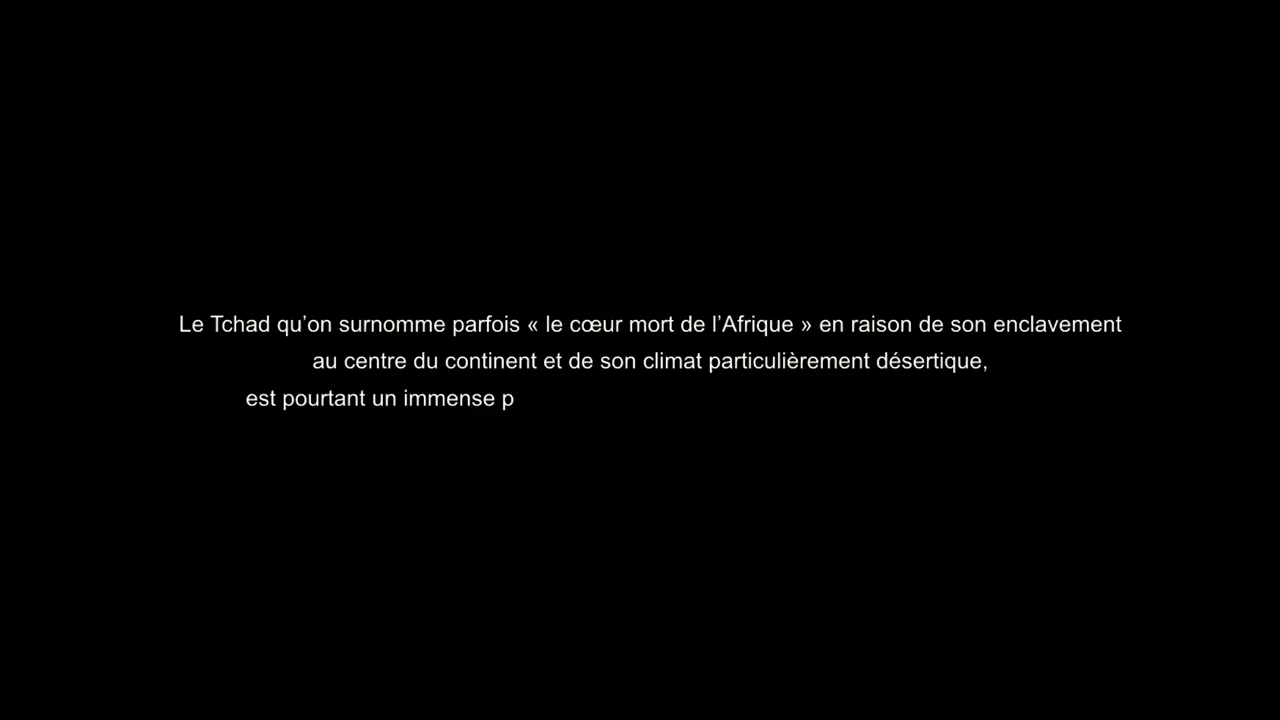 Le Tchad qu’on surnomme parfois « le cœur mort de l’Afrique » en raison de son enclavement
au centre du continent et de son climat particulièrement désertique,
est pourtant un immense p